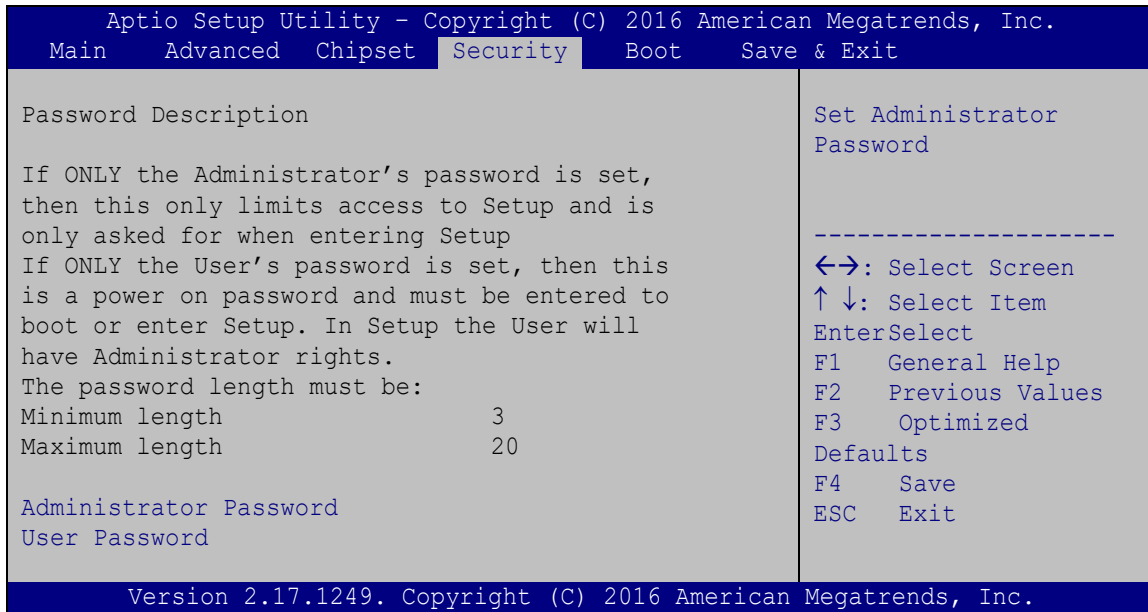 Aptio Setup Utility – Copyright (C) 2016 American Megatrends, Inc.
Main Advanced Chipset Security Boot Save & Exit
Password Description
If ONLY the Administrator’s password is set,
then this only limits access to Setup and is
only asked for when entering Setup
If ONLY the User’s password is set, then this
is a power on password and must be entered to
boot or enter Setup. In Setup the User will
have Administrator rights.
The password length must be:
Minimum length 3
Maximum length 20
Administrator Password
User Password
Set Administrator
Password
---------------------
←→: Select Screen
↑ ↓: Select Item
EnterSelect
F1 General Help
F2 Previous Values
F3 Optimized
Defaults
F4 Save
ESC Exit
Version 2.17.1249. Copyright (C) 2016 American Megatrends, Inc.